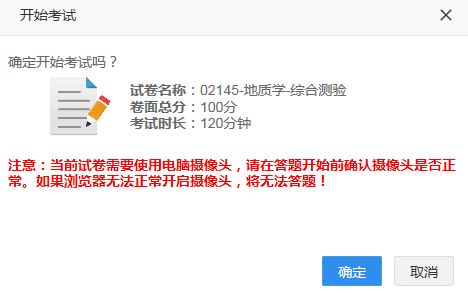 开始考试
确定开始考试吗？
试卷名称：02145-地质学-综合测验
卷面总分：100分
考试时长：120分钟
注意：当前试卷需要使用电脑摄像头，请在答题开始前确认摄像头是否正
常。如果浏览器无法正常开启摄像头，将无法答题！
确定
取消